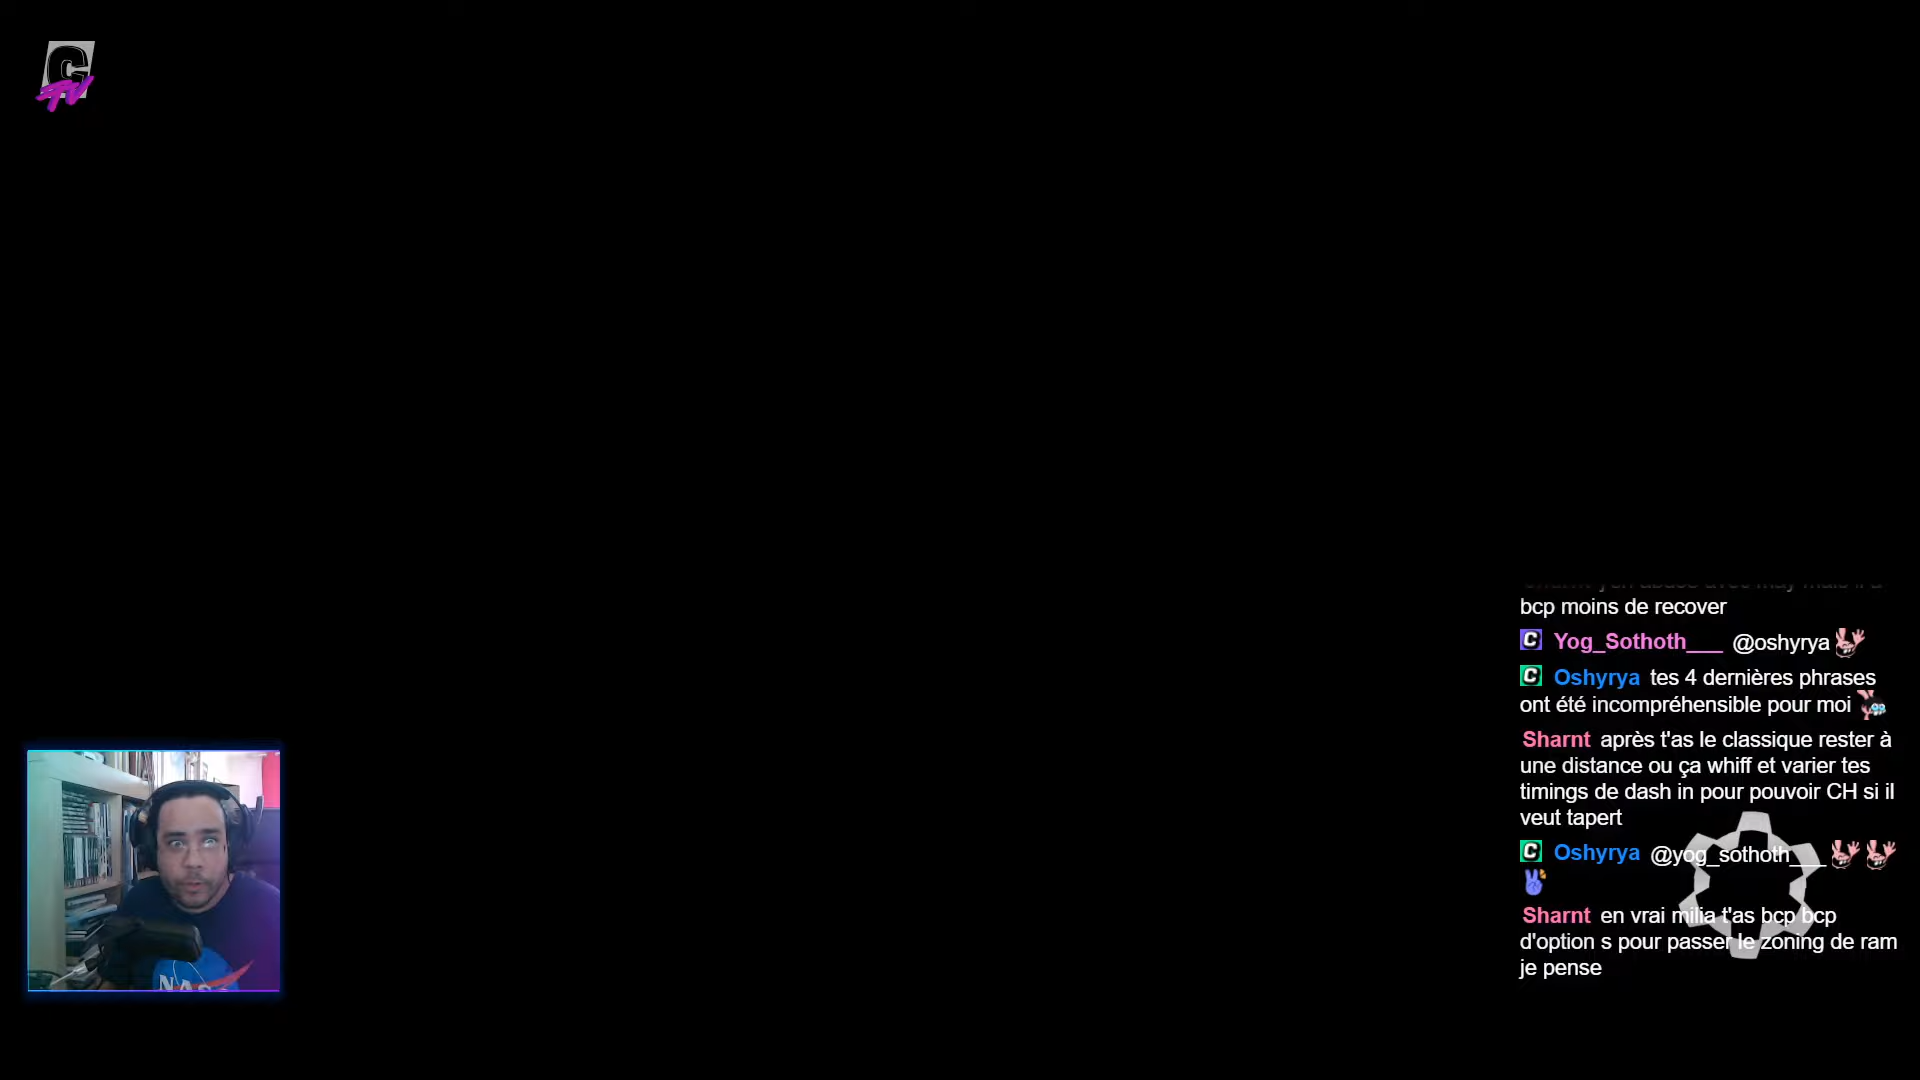 C
TV
bcp moins de recover
C Yog_Sothoth___ @oshyrya
C Oshyrya tes 4 dernières phrases
ont été incompréhensible pour moi
Sharnt après t'as le classique rester à
une distance ou ça whiff et varier tes
timings de dash in pour pouvoir CH si il
veut tapert
C Oshyrya @yog_sothoth___
Sharnt en vrai milia t'as bcp bcp
d'option s pour passer le zoning de ram
je pense
NASA